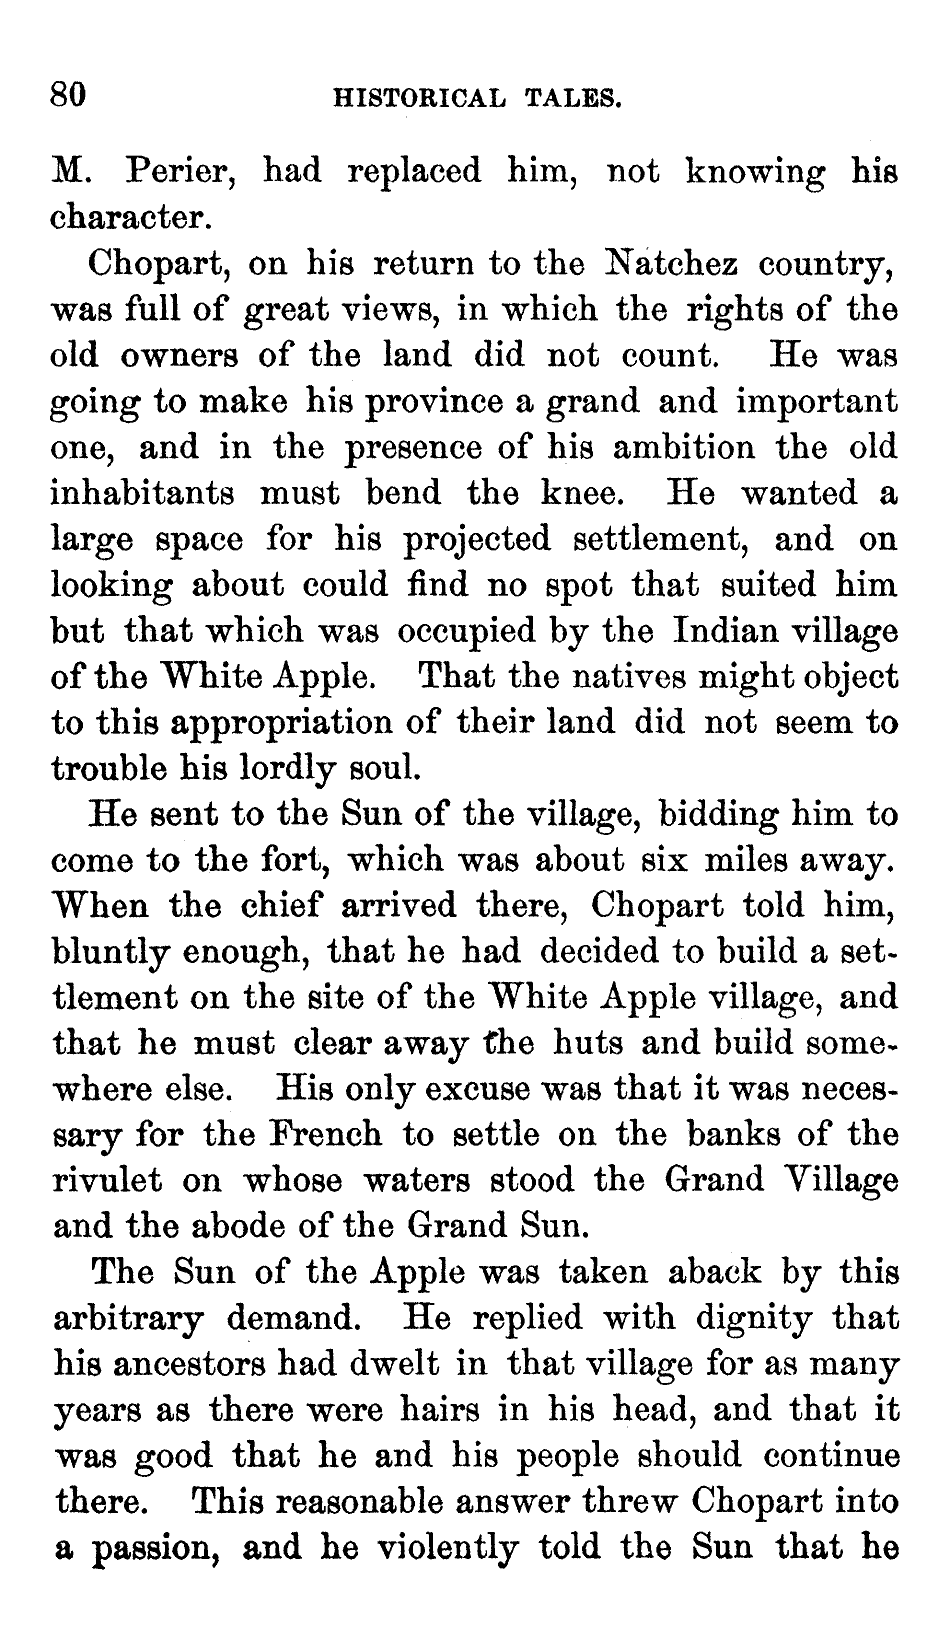 80 HISTORICAL TALES.
M. Perier, had replaced him, not knowing his
character.
Chopart, on his return to the Natchez country,
was full of great views, in which the rights of the
old owners of the land did not count. He was
going to make his province a grand and important
one, and in the presence of his ambition the old
inhabitants must bend the knee. He wanted a
large space for his projected settlement, and on
looking about could find no spot that suited him
but that which was occupied by the Indian village
of the White Apple. That the natives might object
to this appropriation of their land did not seem to
trouble his lordly soul.
He sent to the Sun of the village, bidding him to
come to the fort, which was about six miles away.
When the chief arrived there, Chopart told him,
bluntly enough, that he had decided to build a set-
tlement on the site of the White Apple village, and
that he must clear away the huts and build some-
where else. His only excuse was that it was neces-
sary for the French to settle on the banks of the
rivulet on whose waters stood the Grand Village
and the abode of the Grand Sun.
The Sun of the Apple was taken aback by this
arbitrary demand. He replied with dignity that
his ancestors had dwelt in that village for as many
years as there were hairs in his head, and that it
was good that he and his people should continue
there. This reasonable answer threw Chopart into
a passion, and he violently told the Sun that he